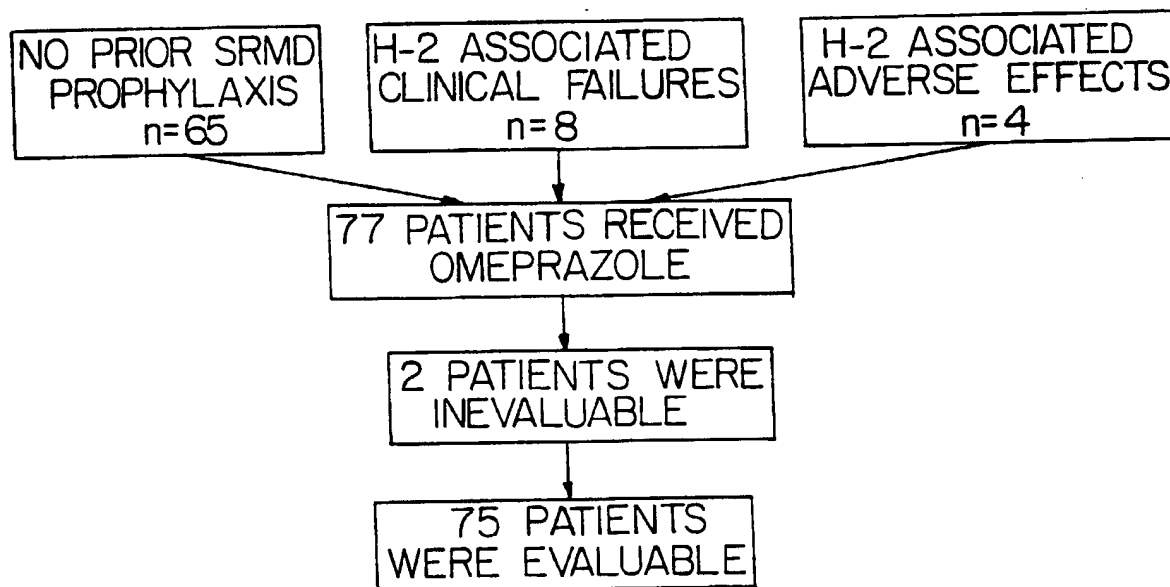 NO PRIOR SRMD
PROPHYLAXIS
n=65
H-2 ASSOCIATED
CLINICAL FAILURES
n=8
H-2 ASSOCIATED
ADVERSE EFFECTS
n=4
77 PATIENTS RECEIVED
OMEPRAZOLE
2 PATIENTS WERE
INEVALUABLE
75 PATIENTS
WERE EVALUABLE